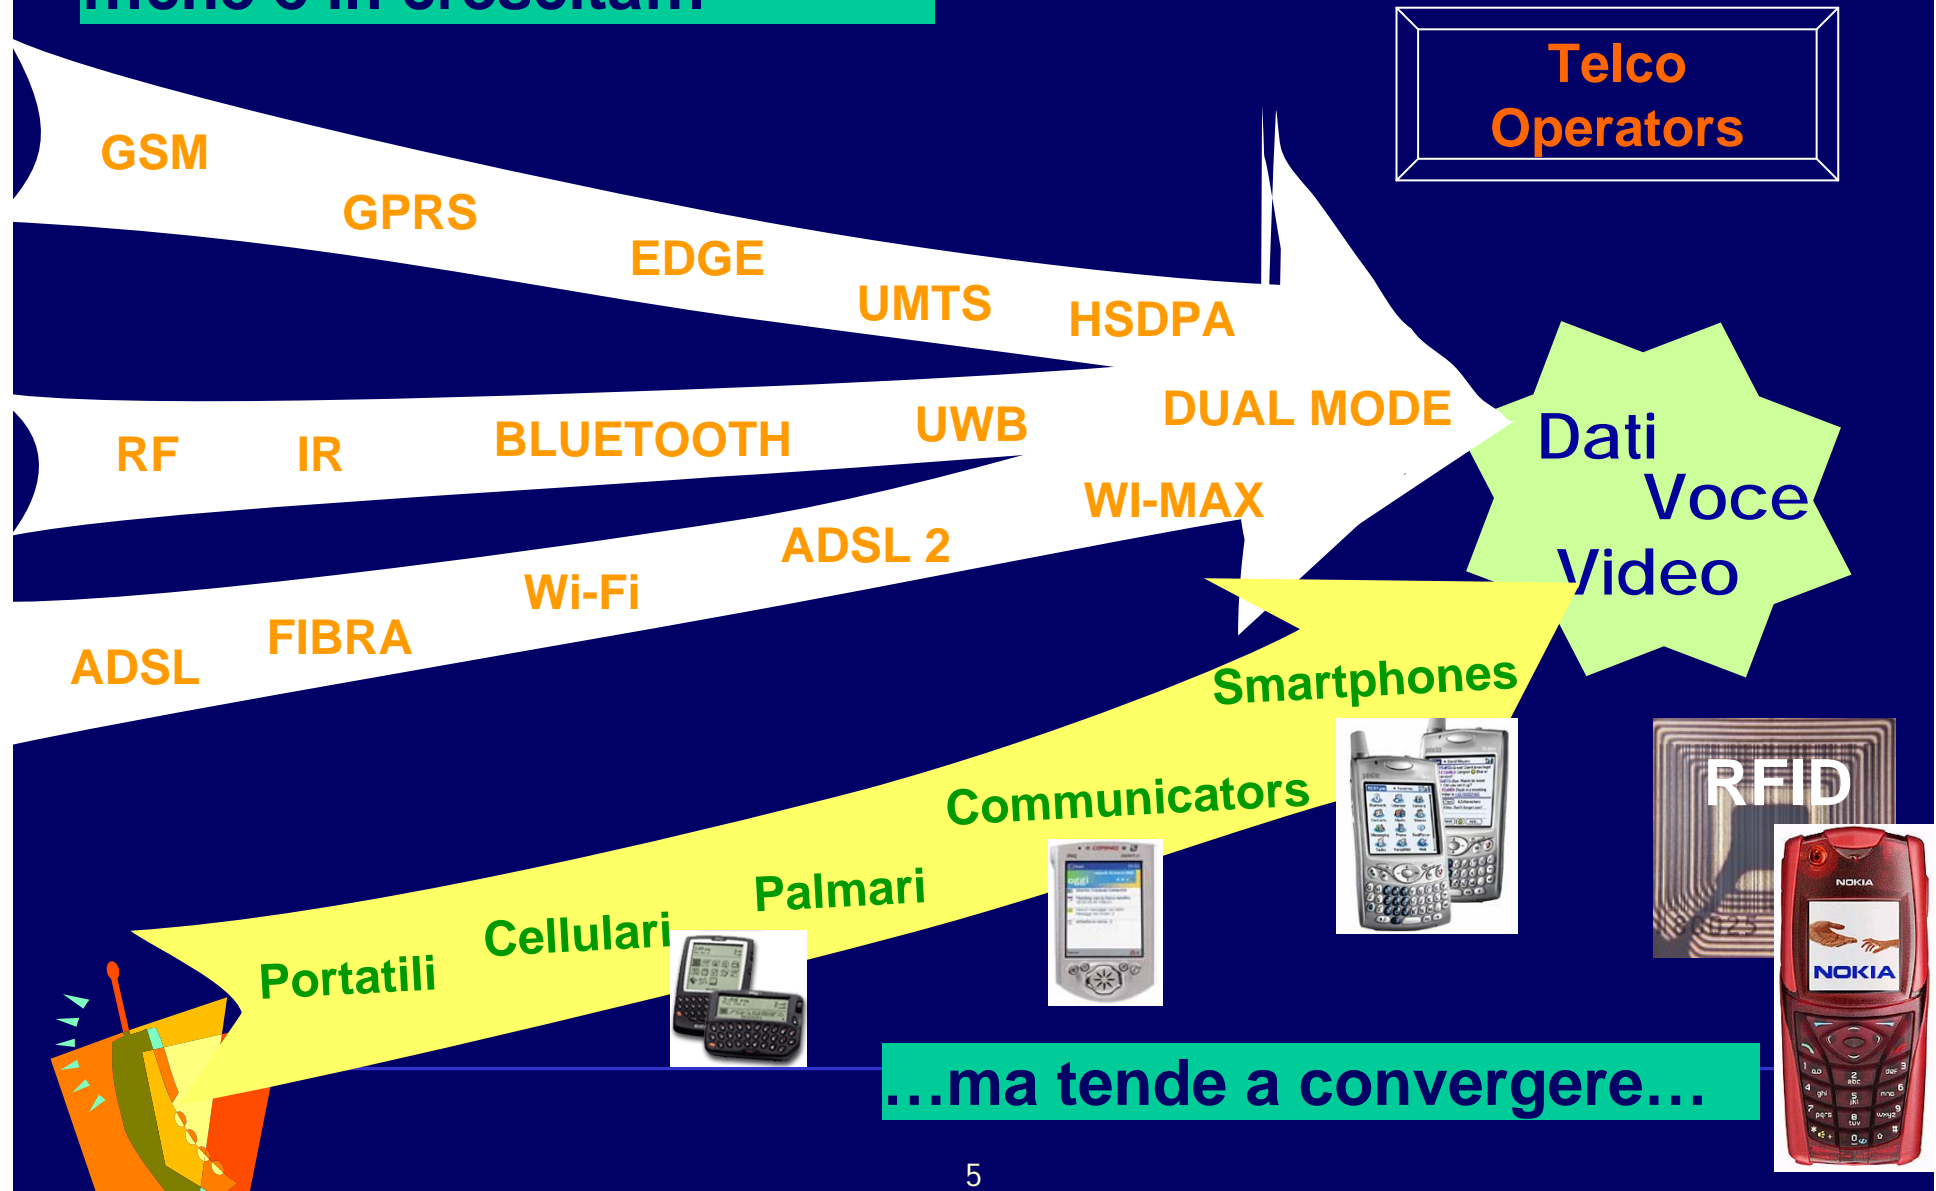 Telco
Operators
GSM
GPRS
EDGE
UMTS
HSDPA
RF
IR
BLUETOOTH
UWB
DUAL MODE
WI-MAX
ADSL 2
Wi-Fi
FIBRA
ADSL
Dati
Voce
Video
Smartphones
Communicators
Palmari
Cellulari
Portatili
RFID
NOKIA
NOKIA
…ma tende a convergere…
5